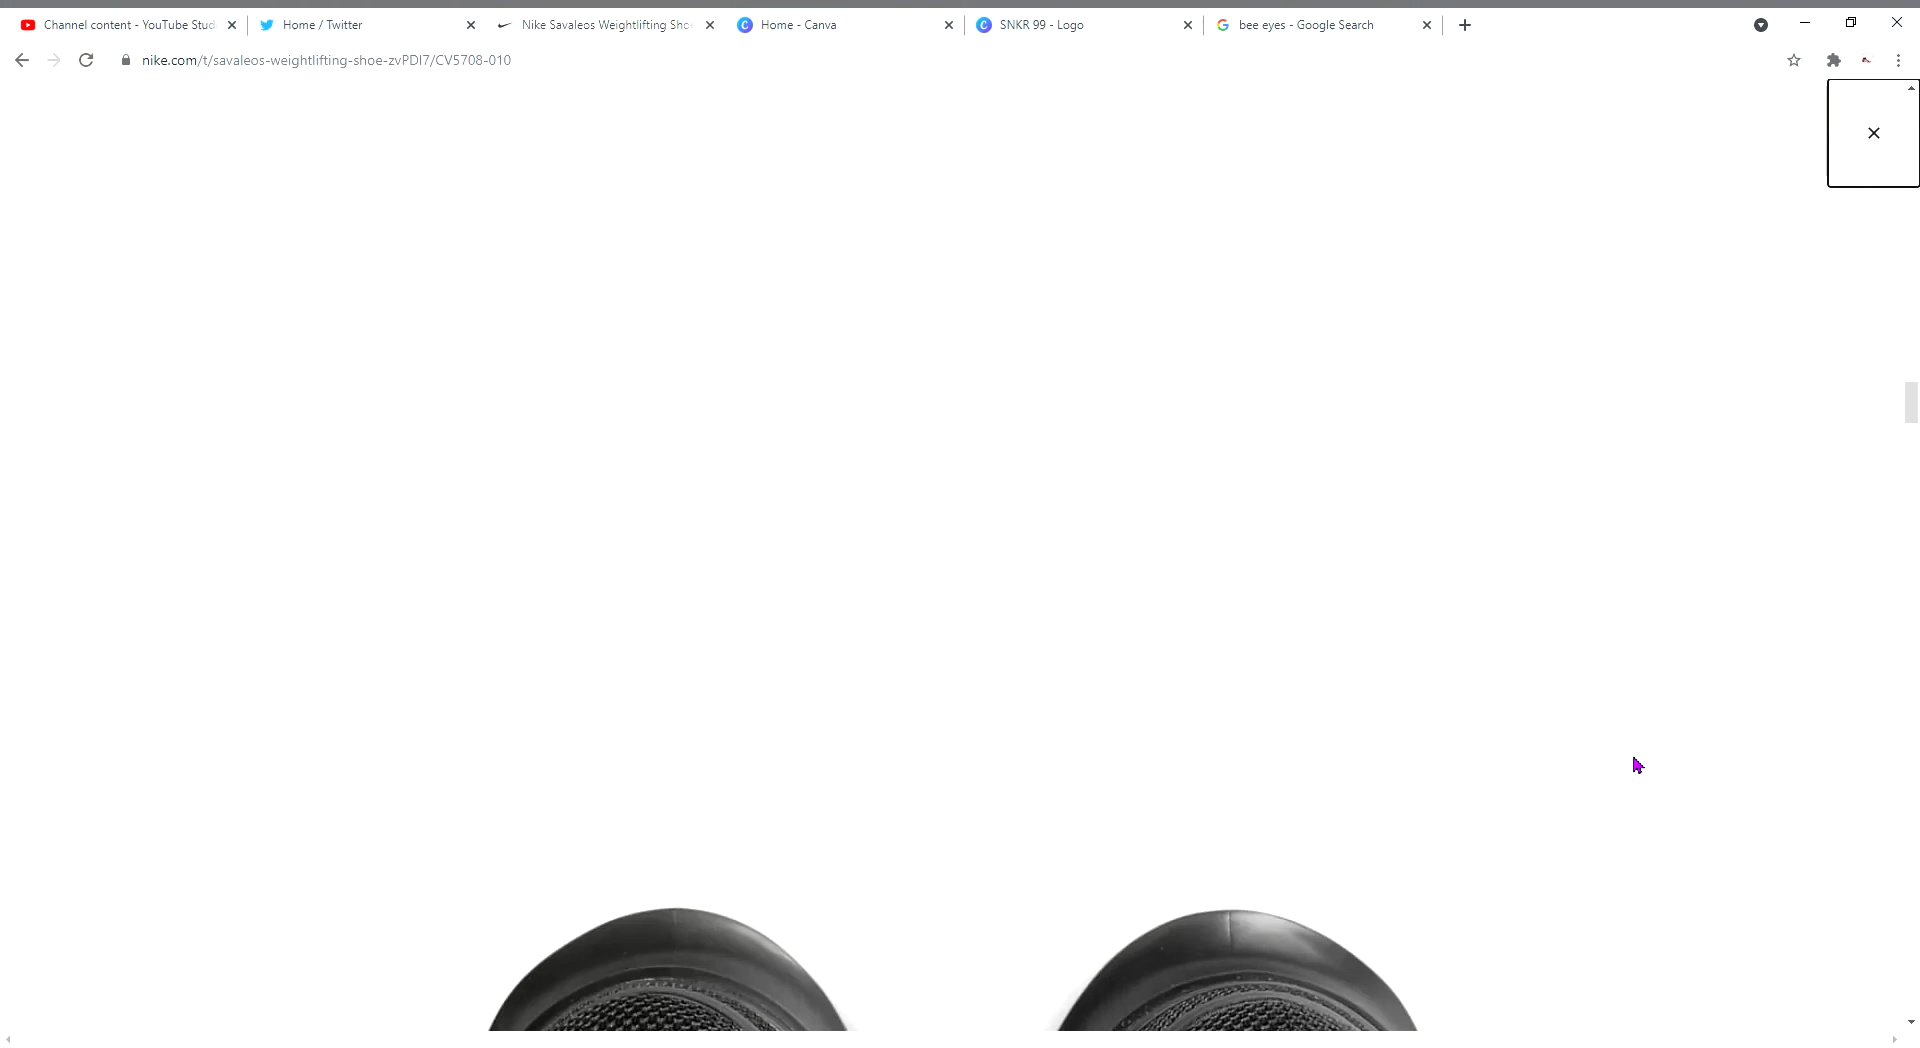 Channel content - YouTube Stud
Home / Twitter
Nike Savaleos Weightlifting Sho
Home - Canva
SNKR 99 - Logo
bee eyes - Google Search
nike.com/t/savaleos-weightlifting-shoe-zvPDl7/CV5708-010